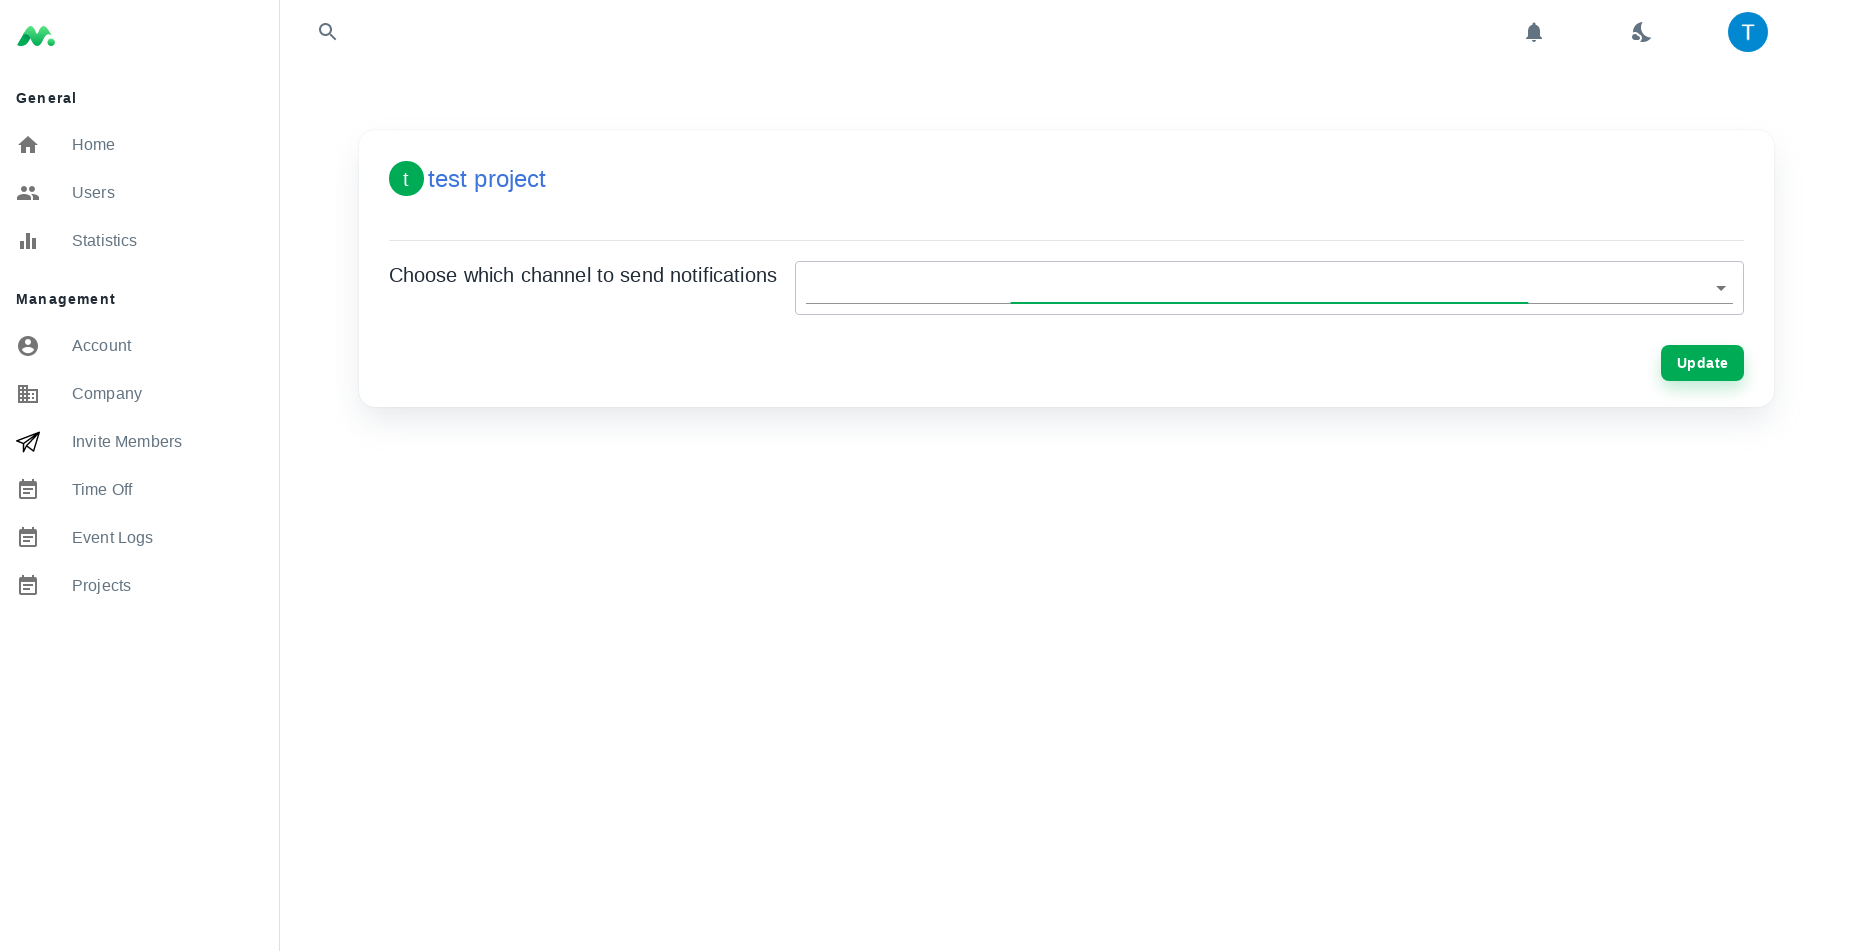 General
Home
Users
Statistics
Management
Account
Company
Invite Members
Time Off
Event Logs
Projects
T
t test project
Choose which channel to send notifications
Update